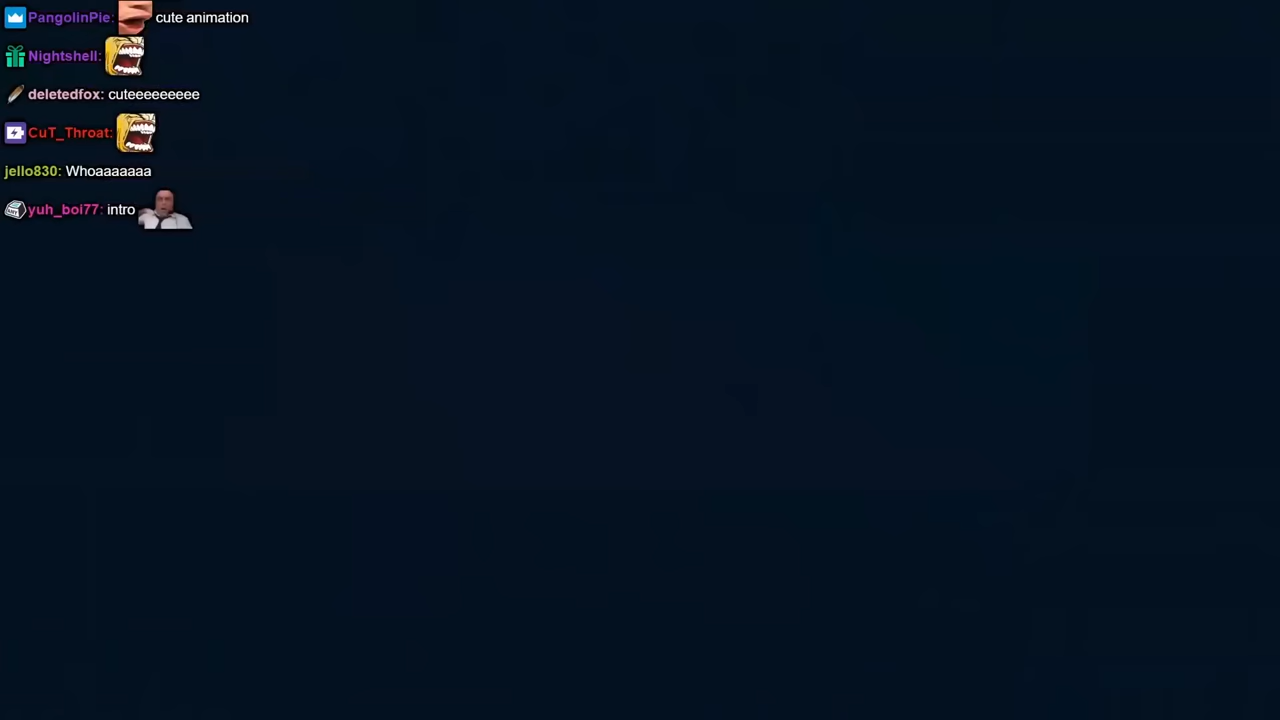 PangolinPie: cute animation
Nightshell:
deletedfox: cuteeeeeeeee
CuT_Throat:
jello830: Whoaaaaaaa
yuh_boi77: intro